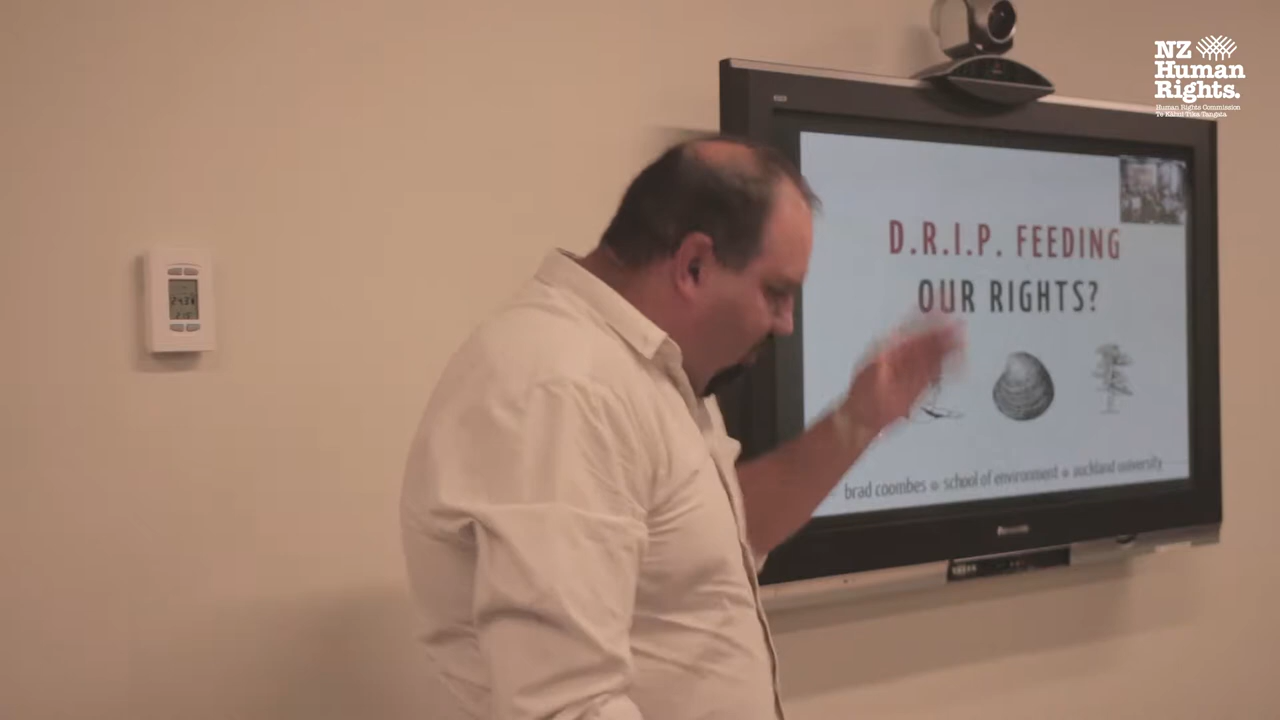 NZ
Human
Rights.
Human Rights Commission
Te Kāhui Tika Tangata
D.R.I.P. FEEDING
OUR RIGHTS?
brad coombes school of environment auckland university
Panasonic